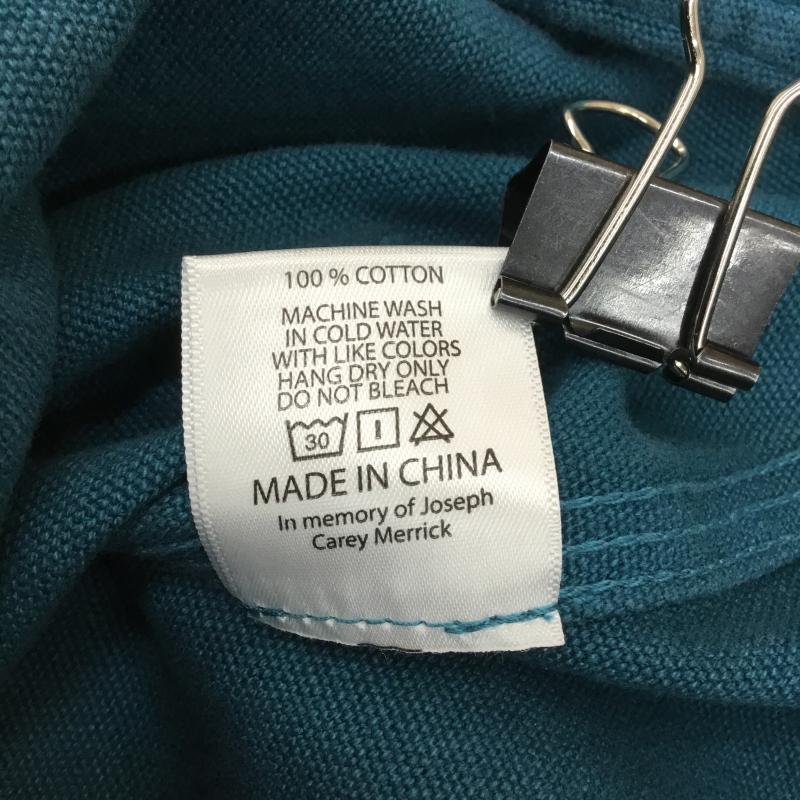 100 % COTTON
MACHINE WASH
IN COLD WATER
WITH LIKE COLORS
HANG DRY ONLY
DO NOT BLEACH
30
MADE IN CHINA
In memory of Joseph
Carey Merrick